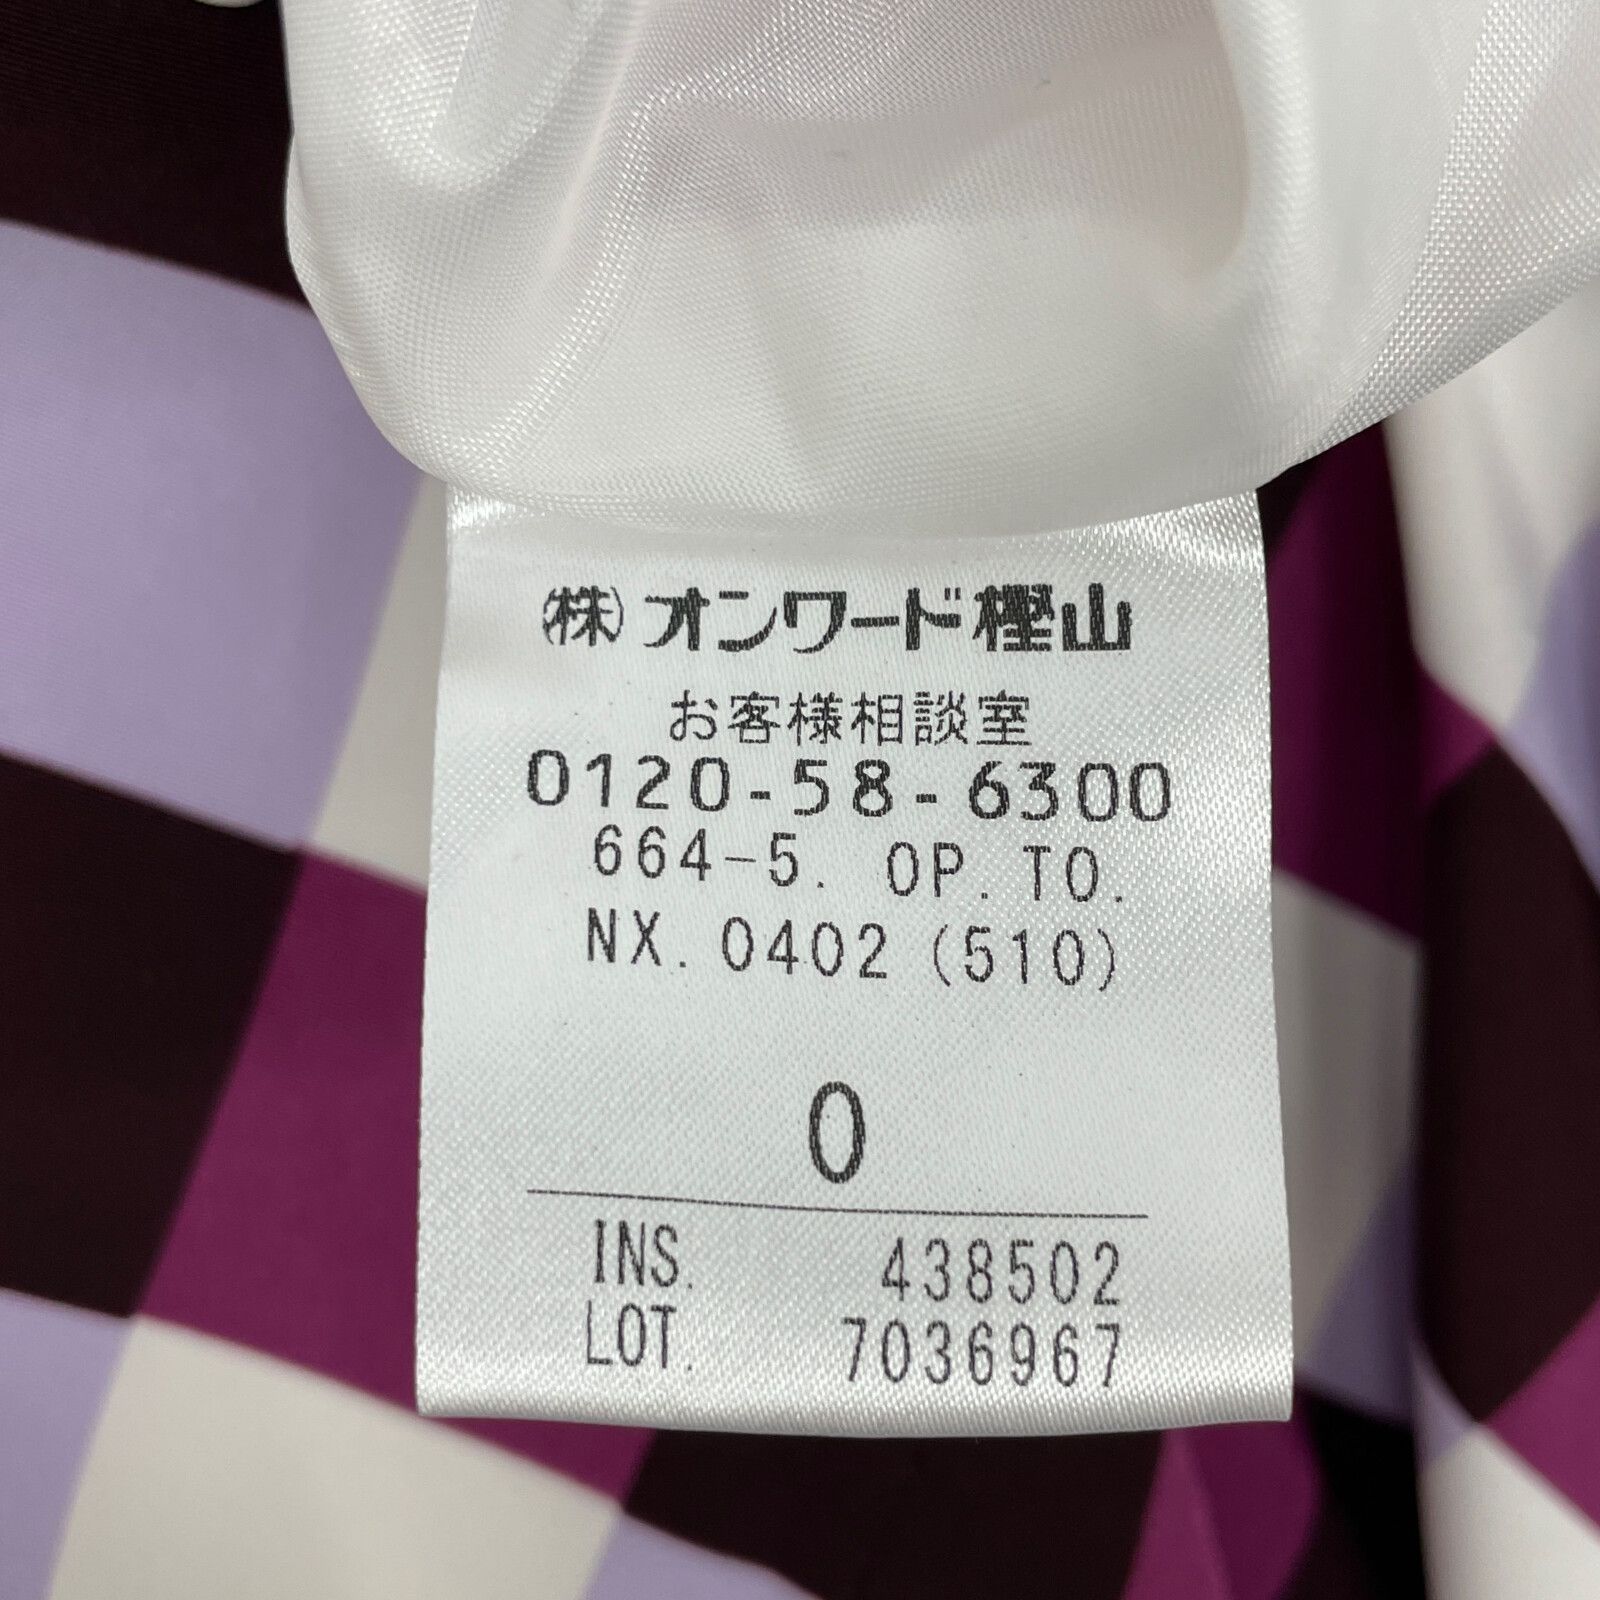 ㈱オンワード樫山
お客様相談室
0120-58-6300
664-5. OP. TO.
NX. 0402 (510)
0
INS. 438502
LOT. 7036967